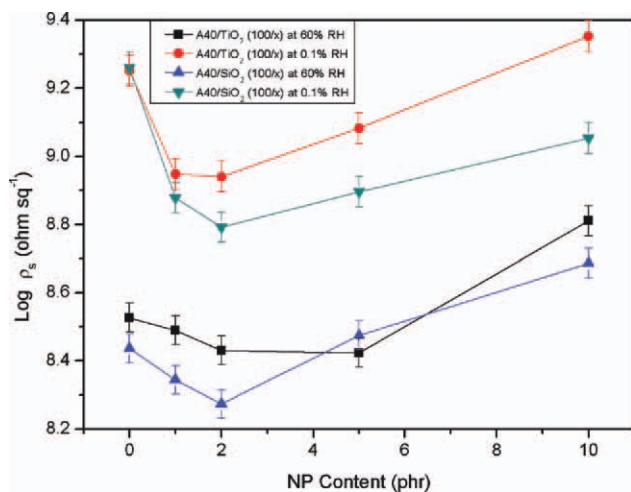 9.4
9.2
9.0
8.8
8.6
8.4
8.2
Log ρs (ohm sq-1)
A40/TiO2 (100/x) at 60% RH
A40/TiO2 (100/x) at 0.1% RH
A40/SiO2 (100/x) at 60% RH
A40/SiO2 (100/x) at 0.1% RH
0 2 4 6 8 10
NP Content (phr)